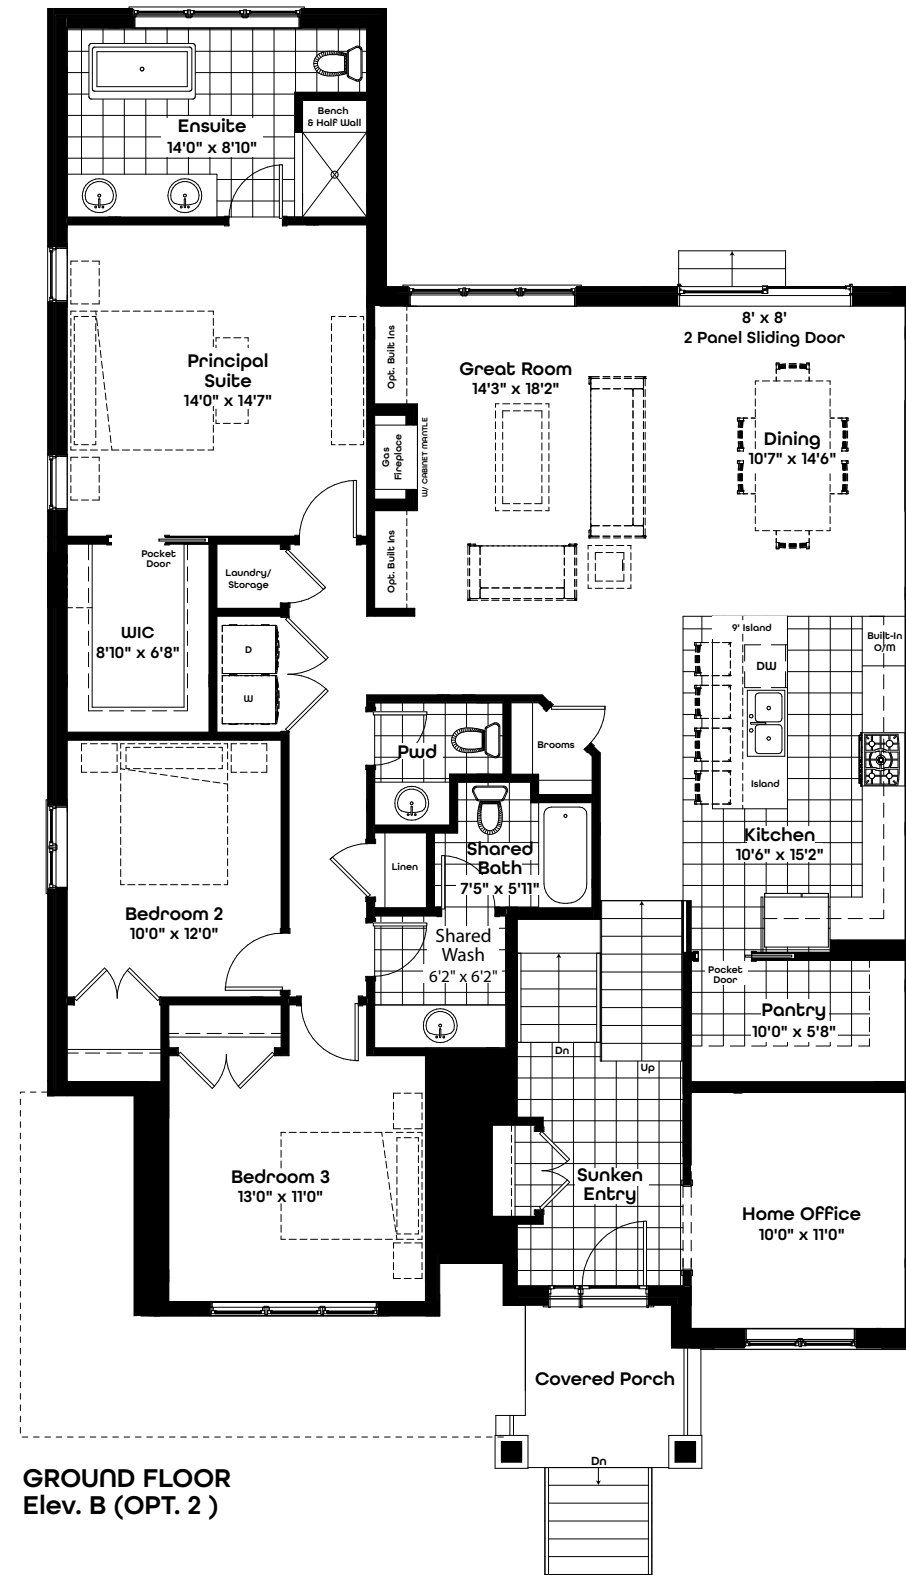 Bench
& Half Wall
Ensuite
14'0" x 8'10"
8' x 8'
2 Panel Sliding Door
Opt. Built Ins
Great Room
14'3" x 18'2"
Principal
Suite
14'0" x 14'7"
Gas
Fireplace
W/ CABINET MANTLE
Dining
10'7" x 14'6"
Opt. Built Ins
Pocket
Door
Laundry/
Storage
WIC
8'10" x 6'8"
D
W
9' Island
Built-In
O/M
DW
Island
Pwd
Brooms
Kitchen
10'6" x 15'2"
Linen
Shared
Bath
7'5" x 5'11"
Bedroom 2
10'0" x 12'0"
Shared
Wash
6'2" x 6'2"
Pocket
Door
Pantry
10'0" x 5'8"
Dn
Up
Bedroom 3
13'0" x 11'0"
Sunken
Entry
Home Office
10'0" x 11'0"
Covered Porch
Dn
GROUND FLOOR
Elev. B (OPT. 2 )